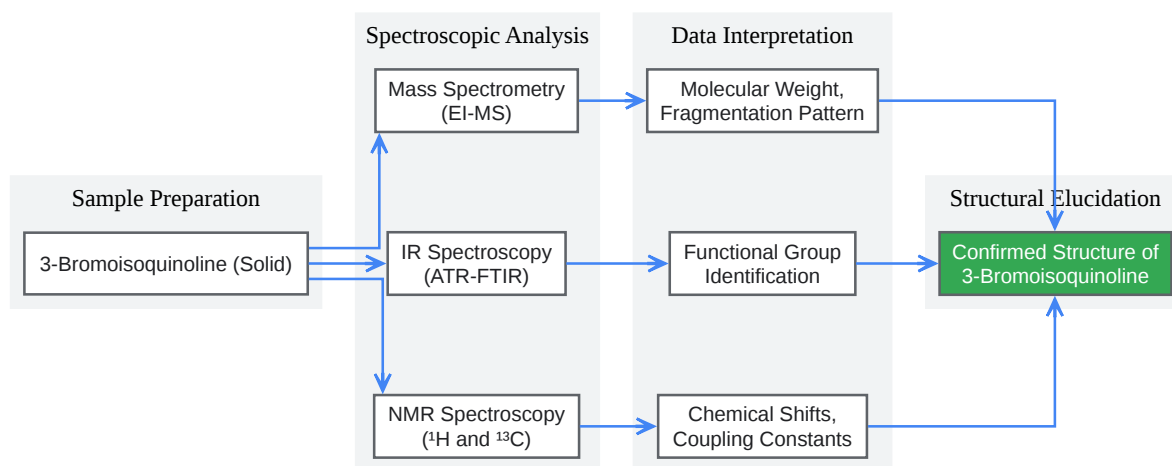 Spectroscopic Analysis
Data Interpretation
Mass Spectrometry
(EI-MS)
Molecular Weight,
Fragmentation Pattern
Sample Preparation
Structural Elucidation
3-Bromoisoquinoline (Solid)
IR Spectroscopy
(ATR-FTIR)
Functional Group
Identification
Confirmed Structure of
3-Bromoisoquinoline
NMR Spectroscopy
(¹H and ¹³C)
Chemical Shifts,
Coupling Constants